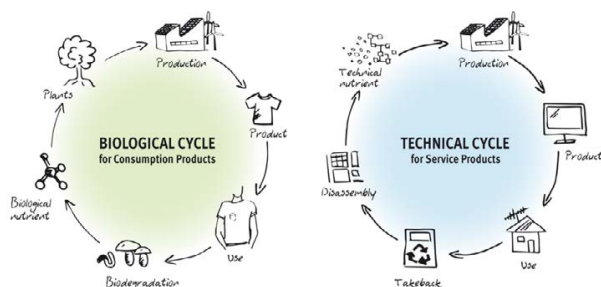 Production
Plants
Product
BIOLOGICAL CYCLE
for Consumption Products
Biological
nutrient
Use
Biodegradation
Production
Technical
nutrient
Product
TECHNICAL CYCLE
for Service Products
Disassembly
Use
Takeback